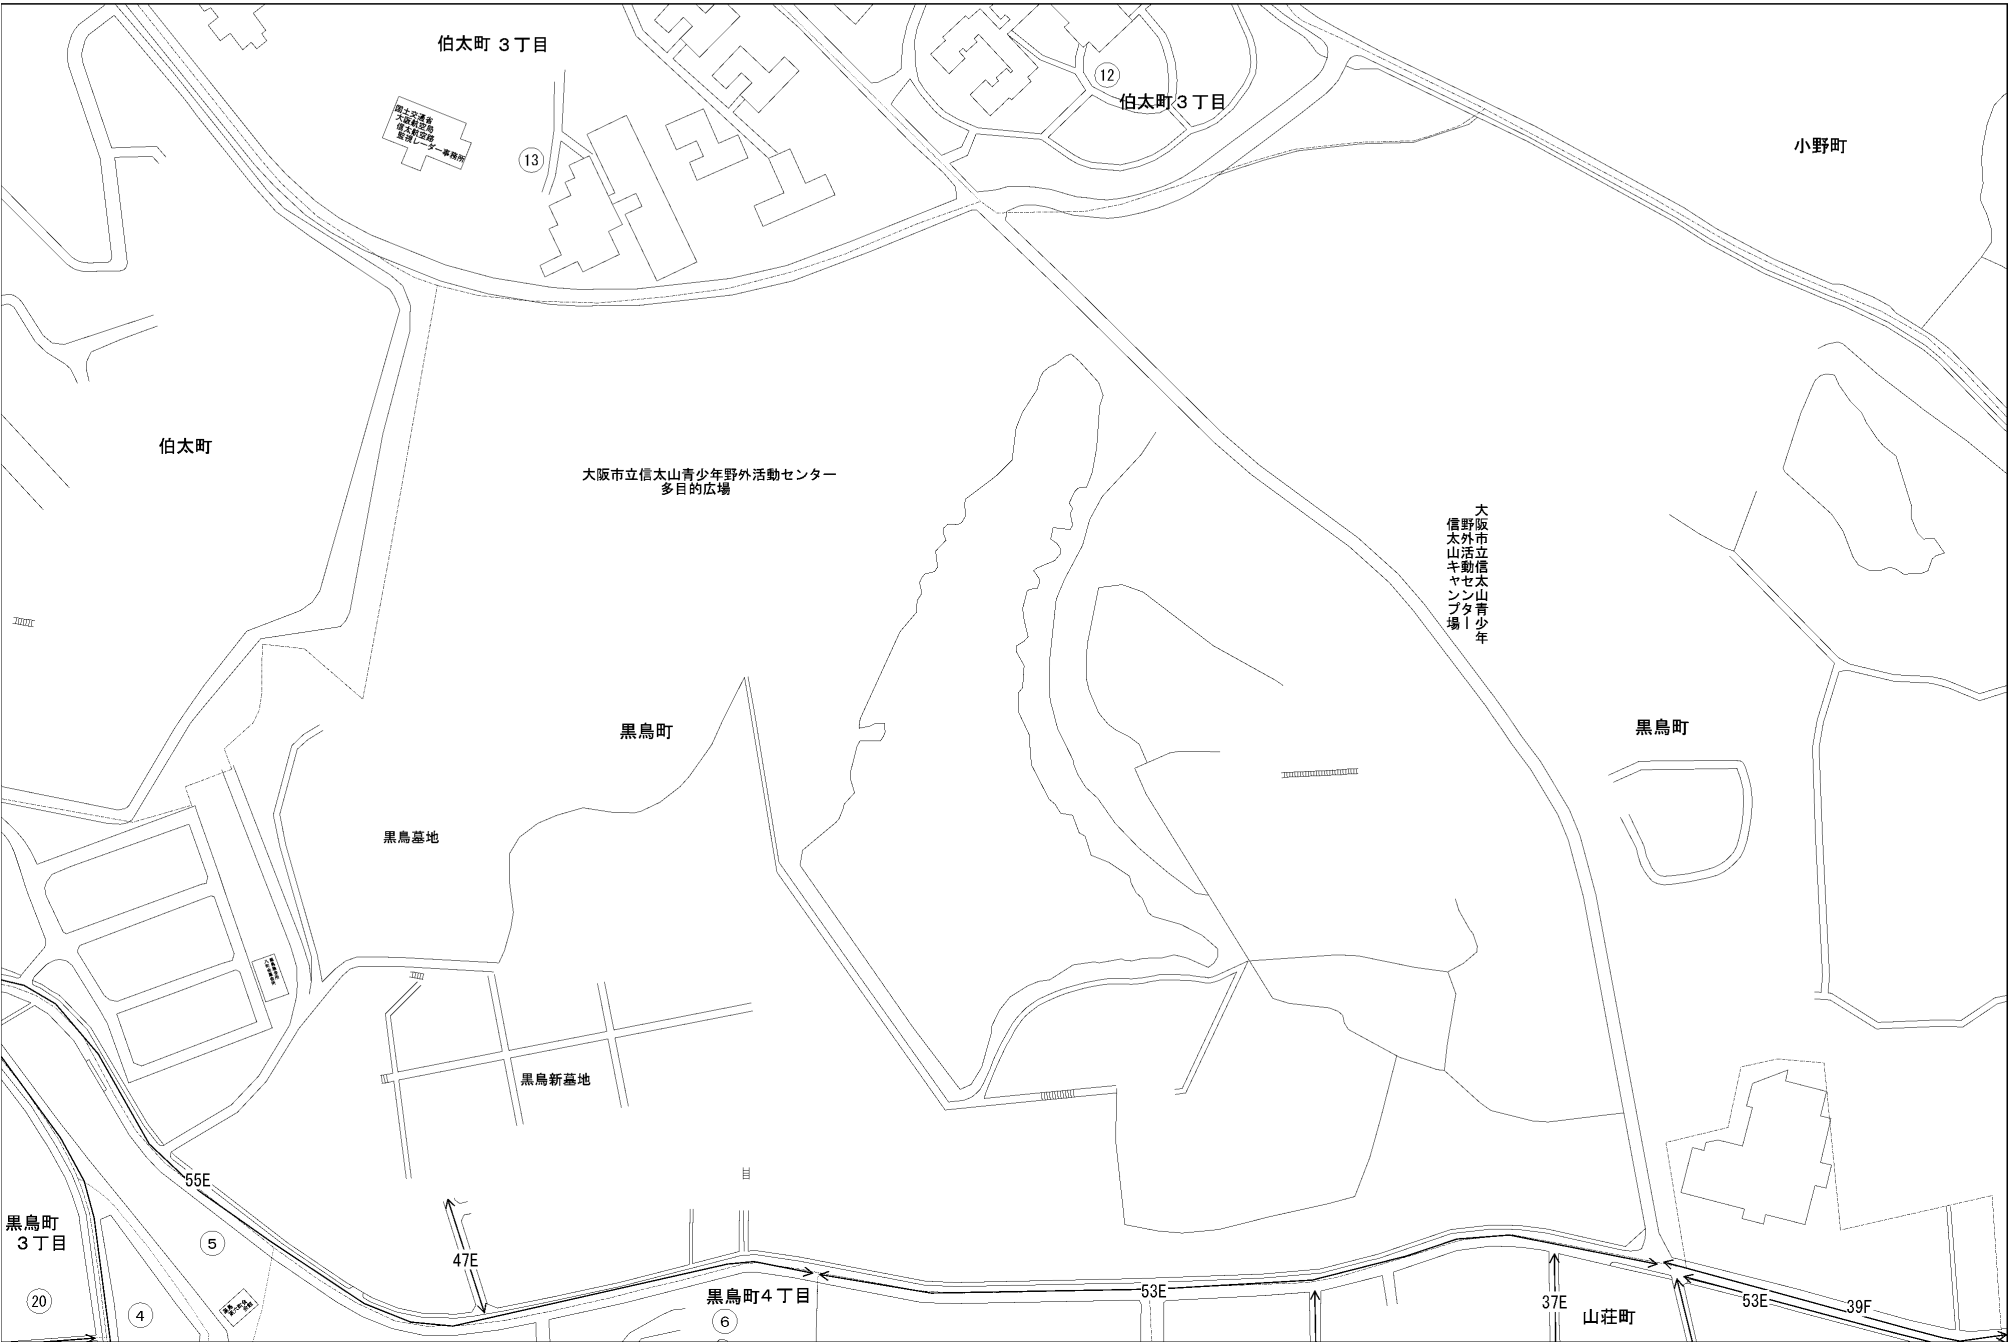 伯太町 3丁目
12
伯太町3丁目
国土交通省
大阪航空局
信太航空路
監視レーダー事務所
13
小野町
伯太町
大阪市立信太山青少年野外活動センター
多目的広場
大阪市立信太山青少年
野外活動センター
信太山キャンプ場
黒鳥町
黒鳥町
黒鳥墓地
黒鳥新墓地
55E
黒鳥町
3丁目
5
47E
20
4
黒鳥町4丁目
6
53E
37E
山荘町
53E
39F